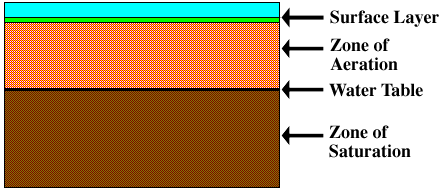 Surface Layer
Zone of
Aeration
Water Table
Zone of
Saturation